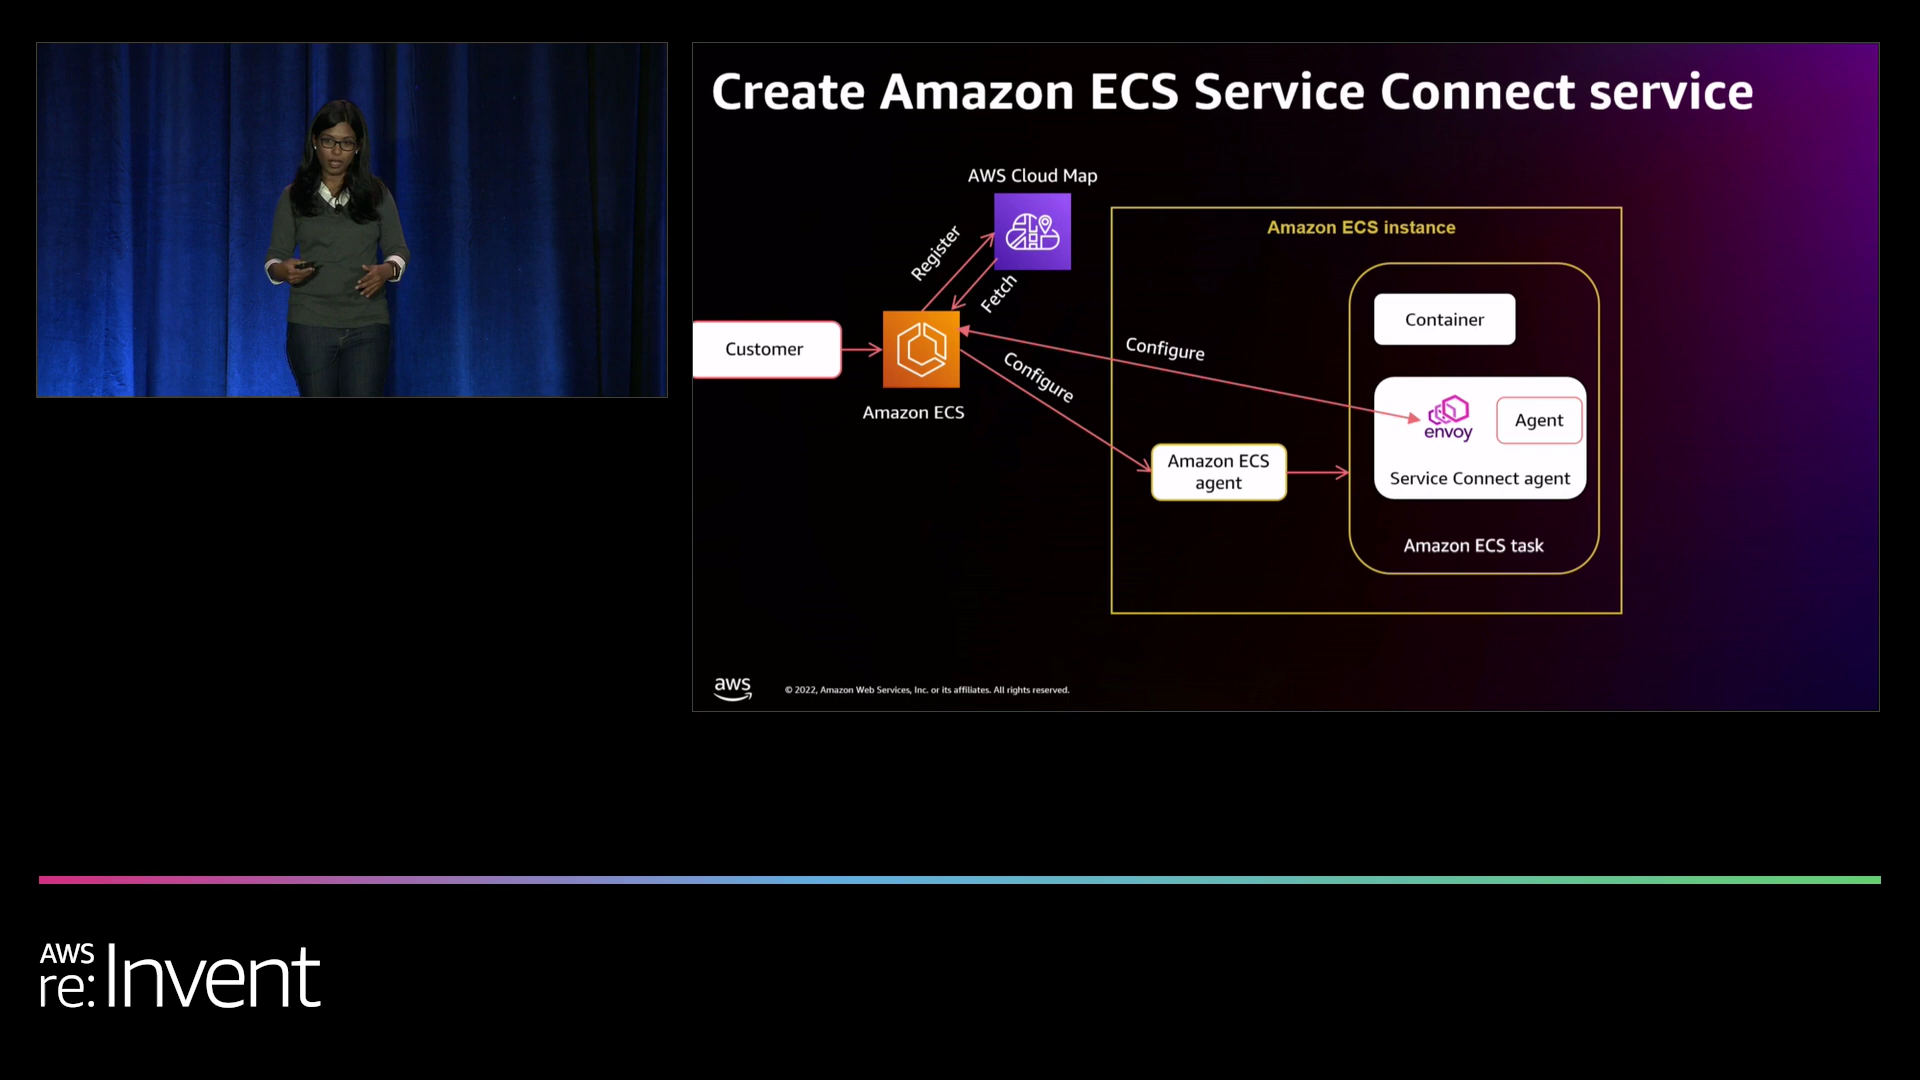 Create Amazon ECS Service Connect service
AWS Cloud Map
Register
Fetch
Customer
Amazon ECS
Configure
Configure
Amazon ECS instance
Container
envoy
Agent
Service Connect agent
Amazon ECS
agent
Amazon ECS task
aws
© 2022, Amazon Web Services, Inc. or its affiliates. All rights reserved.
AWS
re:Invent